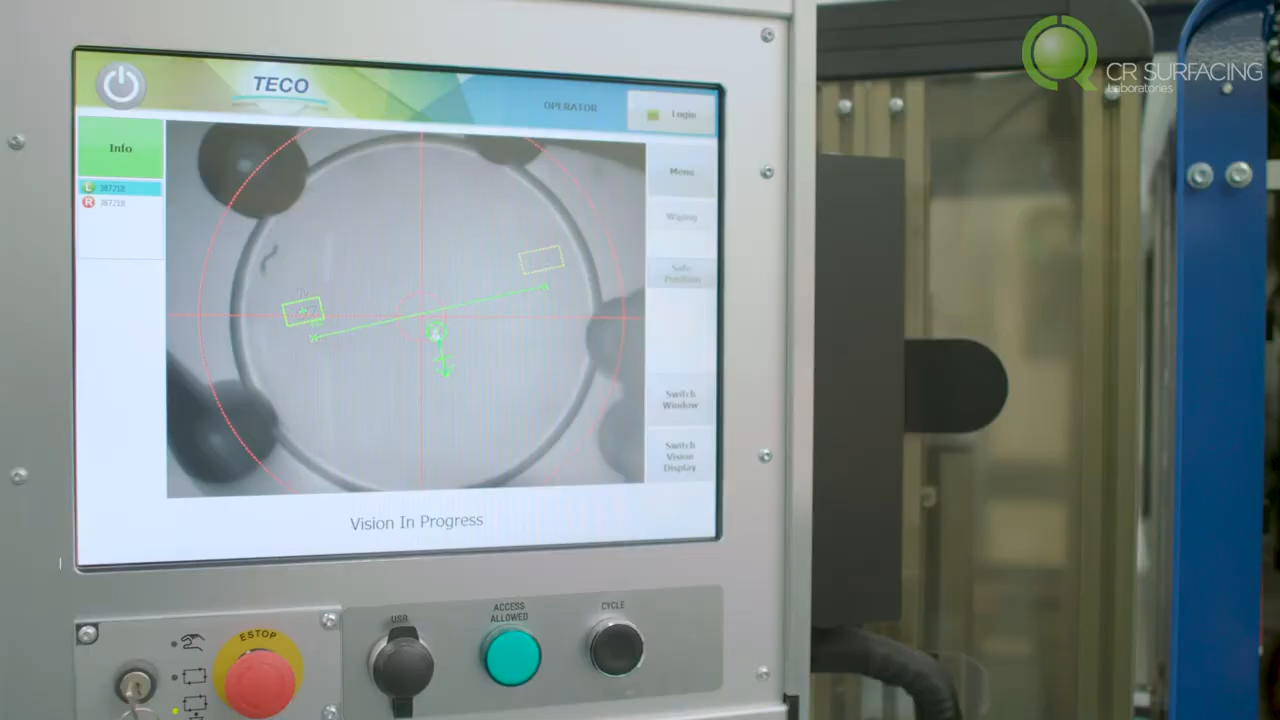 CR SURFACING
Laboratories
TECO
OPERATOR
Login
Info
Menu
L 387218
R 387218
Wiping
Safe
Position
Switch
Window
Switch
Vision
Display
Vision In Progress
ESTOP
USB
ACCESS
ALLOWED
CYCLE